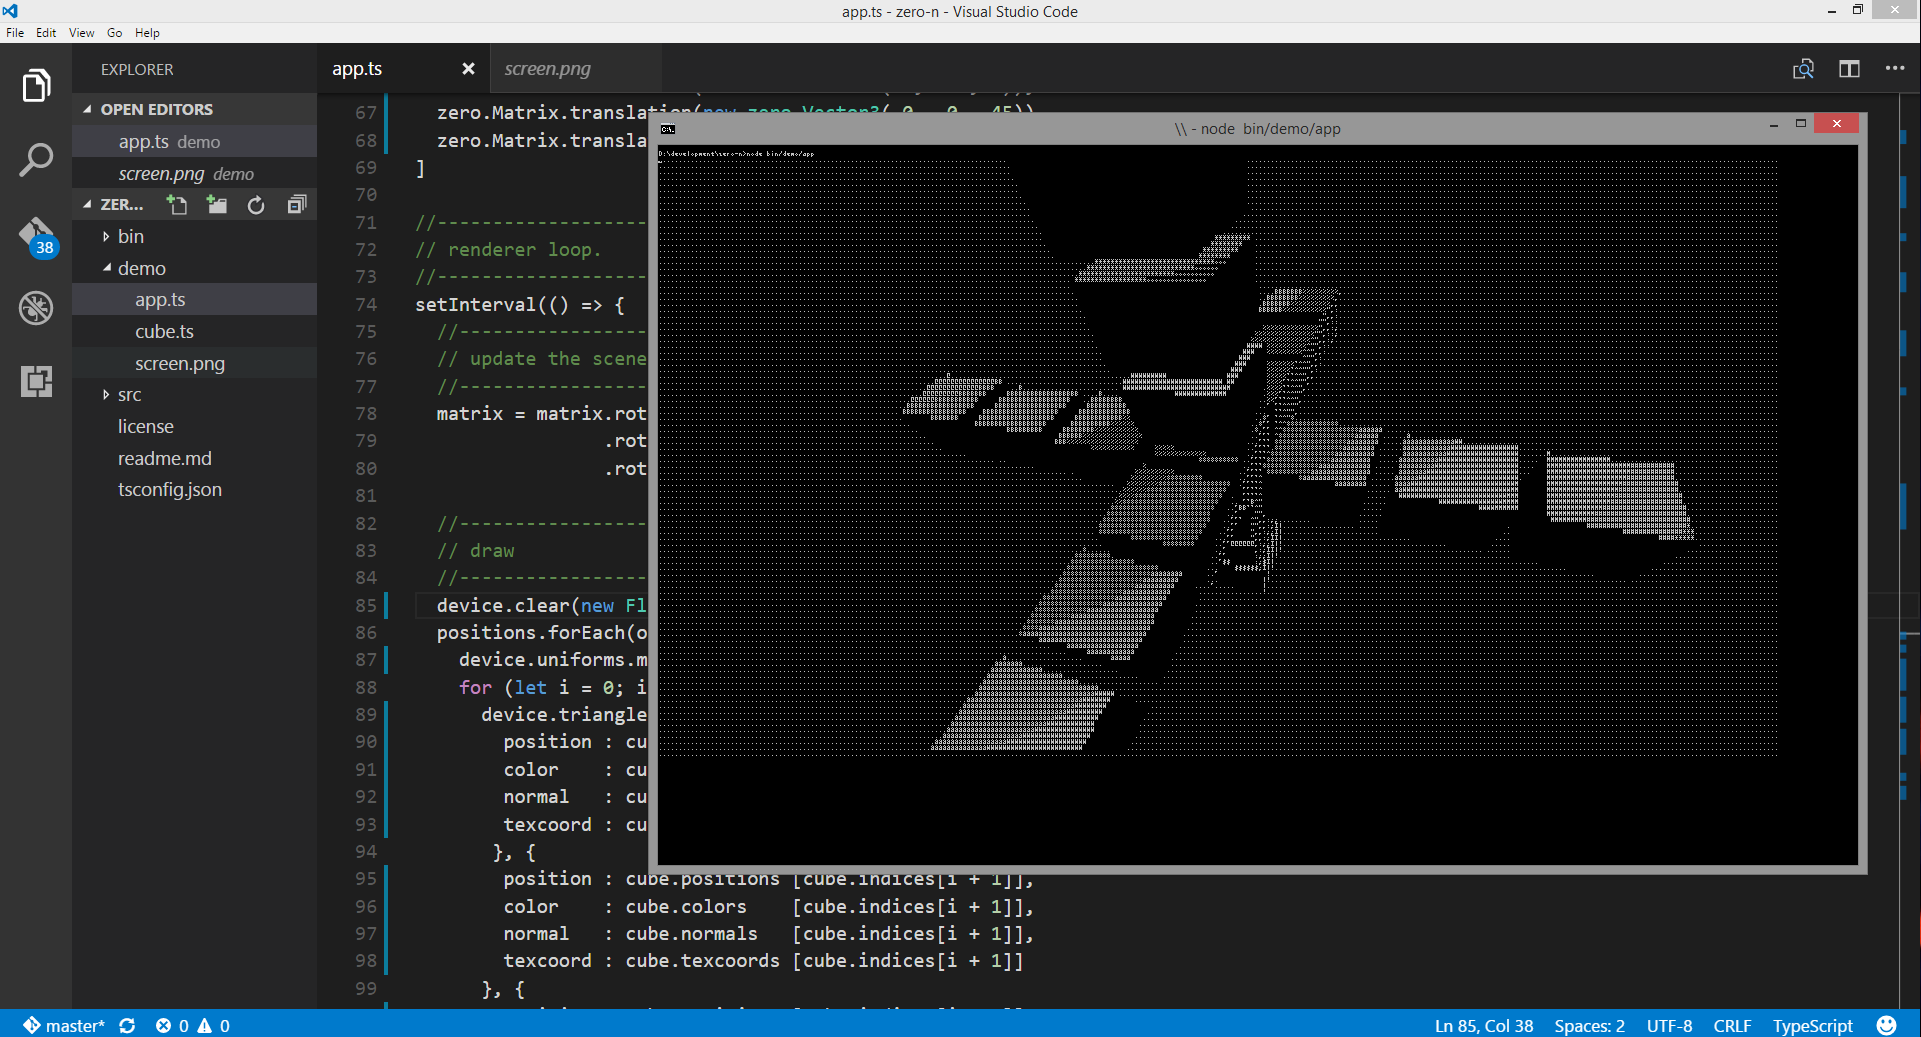 app.ts - zero-n - Visual Studio Code
File Edit View Go Help
EXPLORER
OPEN EDITORS
app.ts demo
screen.png demo
ZER...
bin
demo
app.ts
cube.ts
screen.png
src
license
readme.md
tsconfig.json
38
app.ts
screen.png
67 zero.Matrix.translation(new zero.Vector3( 0, 0, 45))
68 zero.Matrix.transla
69 ]
70
71 //-------------------
72 // renderer loop.
73 //-------------------
74 setInterval(() => {
75 //-----------------
76 // update the scene
77 //-----------------
78 matrix = matrix.rot
79 .rot
80 .rot
81
82 //-----------------
83 // draw
84 //-----------------
85 device.clear(new Fl
86 positions.forEach(o
87 device.uniforms.m
88 for (let i = 0; i
89 device.triangle
90 position : cu
91 color : cu
92 normal : cu
93 texcoord : cu
94 }, {
95 position : cube.positions [cube.indices[i + 1]],
96 color : cube.colors [cube.indices[i + 1]],
97 normal : cube.normals [cube.indices[i + 1]],
98 texcoord : cube.texcoords [cube.indices[i + 1]]
99 }, {
\\ - node bin/demo/app
D:\development\zero-n>node bin/demo/app
master* 0 0
Ln 85, Col 38 Spaces: 2 UTF-8 CRLF TypeScript